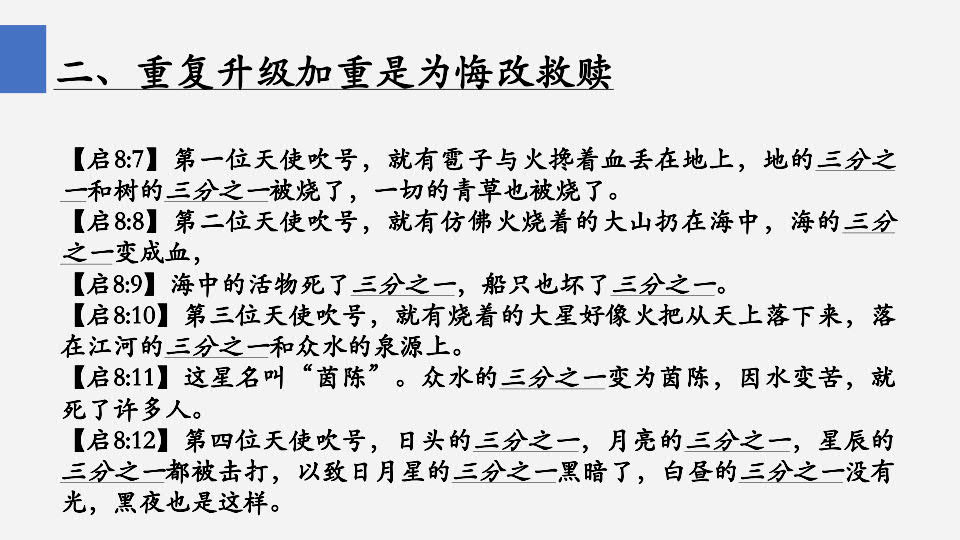 二、重复升级加重是为悔改救赎
【启8:7】第一位天使吹号，就有雹子与火搀着血丢在地上，地的三分之
一和树的三分之一被烧了，一切的青草也被烧了。
【启8:8】第二位天使吹号，就有仿佛火烧着的大山扔在海中，海的三分
之一变成血，
【启8:9】海中的活物死了三分之一，船只也坏了三分之一。
【启8:10】第三位天使吹号，就有烧着的大星好像火把从天上落下来，落
在江河的三分之一和众水的泉源上。
【启8:11】这星名叫“茵陈”。众水的三分之一变为茵陈，因水变苦，就
死了许多人。
【启8:12】第四位天使吹号，日头的三分之一，月亮的三分之一，星辰的
三分之一都被击打，以致日月星的三分之一黑暗了，白昼的三分之一没有
光，黑夜也是这样。